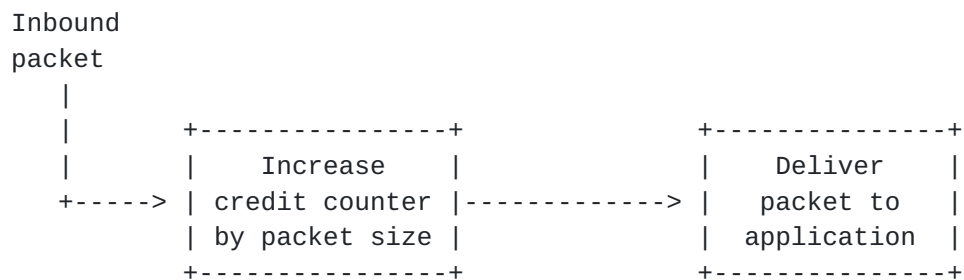 Inbound
packet
   |
   |       +----------------+               +---------------+
   |       |    Increase    |               |    Deliver    |
   +-----> | credit counter |-------------> |   packet to   |
           | by packet size |               |  application  |
           +----------------+               +---------------+